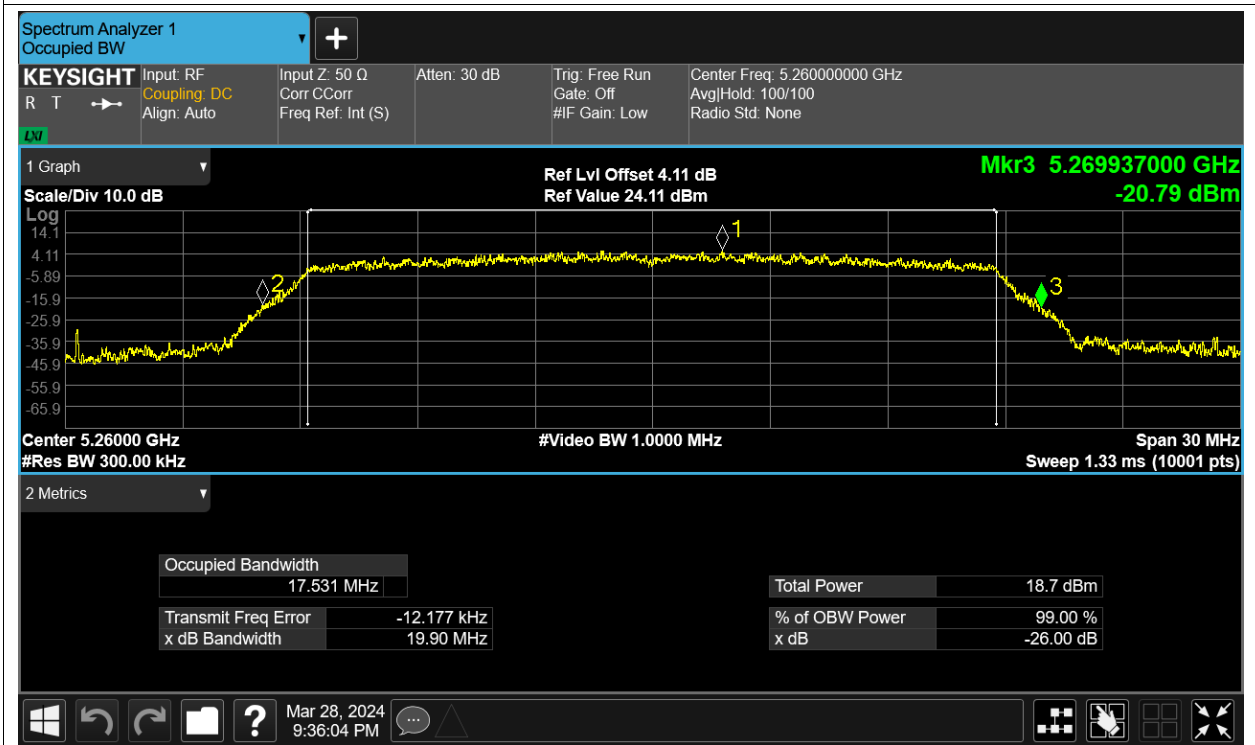 Spectrum Analyzer 1
Occupied BW
KEYSIGHT
R T
LXI
Input: RF
Coupling: DC
Align: Auto
Input Z: 50 Ω
Corr CCorr
Freq Ref: Int (S)
Atten: 30 dB
Trig: Free Run
Gate: Off
#IF Gain: Low
Center Freq: 5.260000000 GHz
Avg|Hold: 100/100
Radio Std: None
1 Graph
Scale/Div 10.0 dB
Ref Lvl Offset 4.11 dB
Ref Value 24.11 dBm
Mkr3 5.269937000 GHz
-20.79 dBm
Log
14.1
4.11
-5.89
-15.9
-25.9
-35.9
-45.9
-55.9
-65.9
1
2
3
Center 5.26000 GHz
#Res BW 300.00 kHz
#Video BW 1.0000 MHz
Span 30 MHz
Sweep 1.33 ms (10001 pts)
2 Metrics
Occupied Bandwidth
17.531 MHz
Transmit Freq Error -12.177 kHz
x dB Bandwidth 19.90 MHz
Total Power 18.7 dBm
% of OBW Power 99.00 %
x dB -26.00 dB
?
Mar 28, 2024
9:36:04 PM